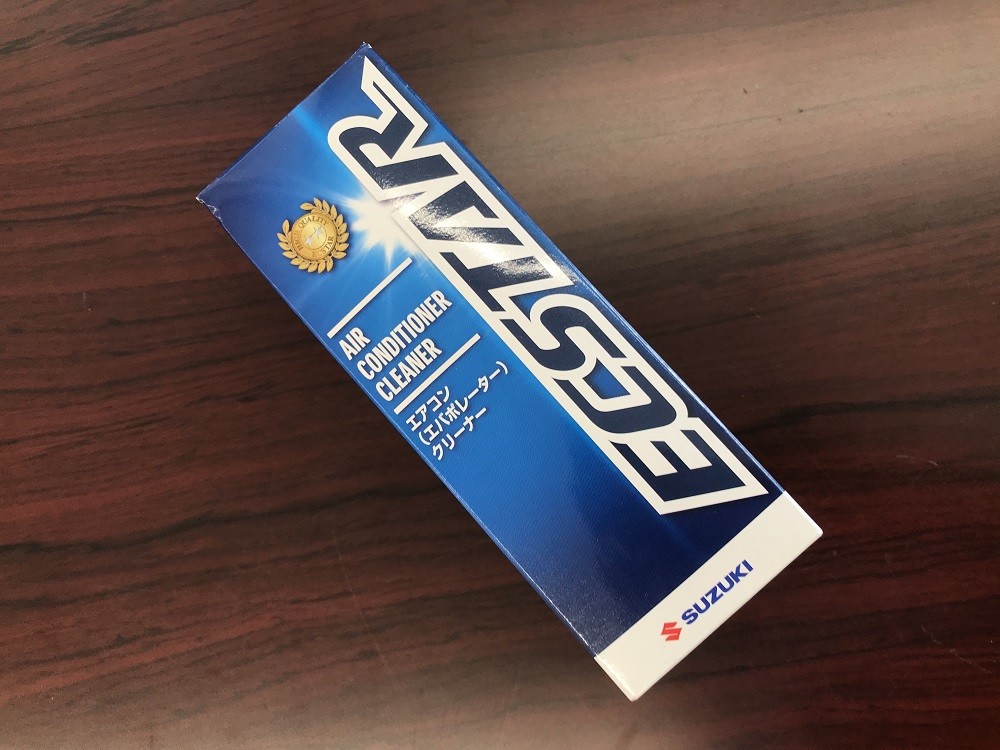 ECSTAR
QUALITY
AIR
CONDITIONER
CLEANER
エアコン
(エバポレーター)
クリーナー
SUZUKI